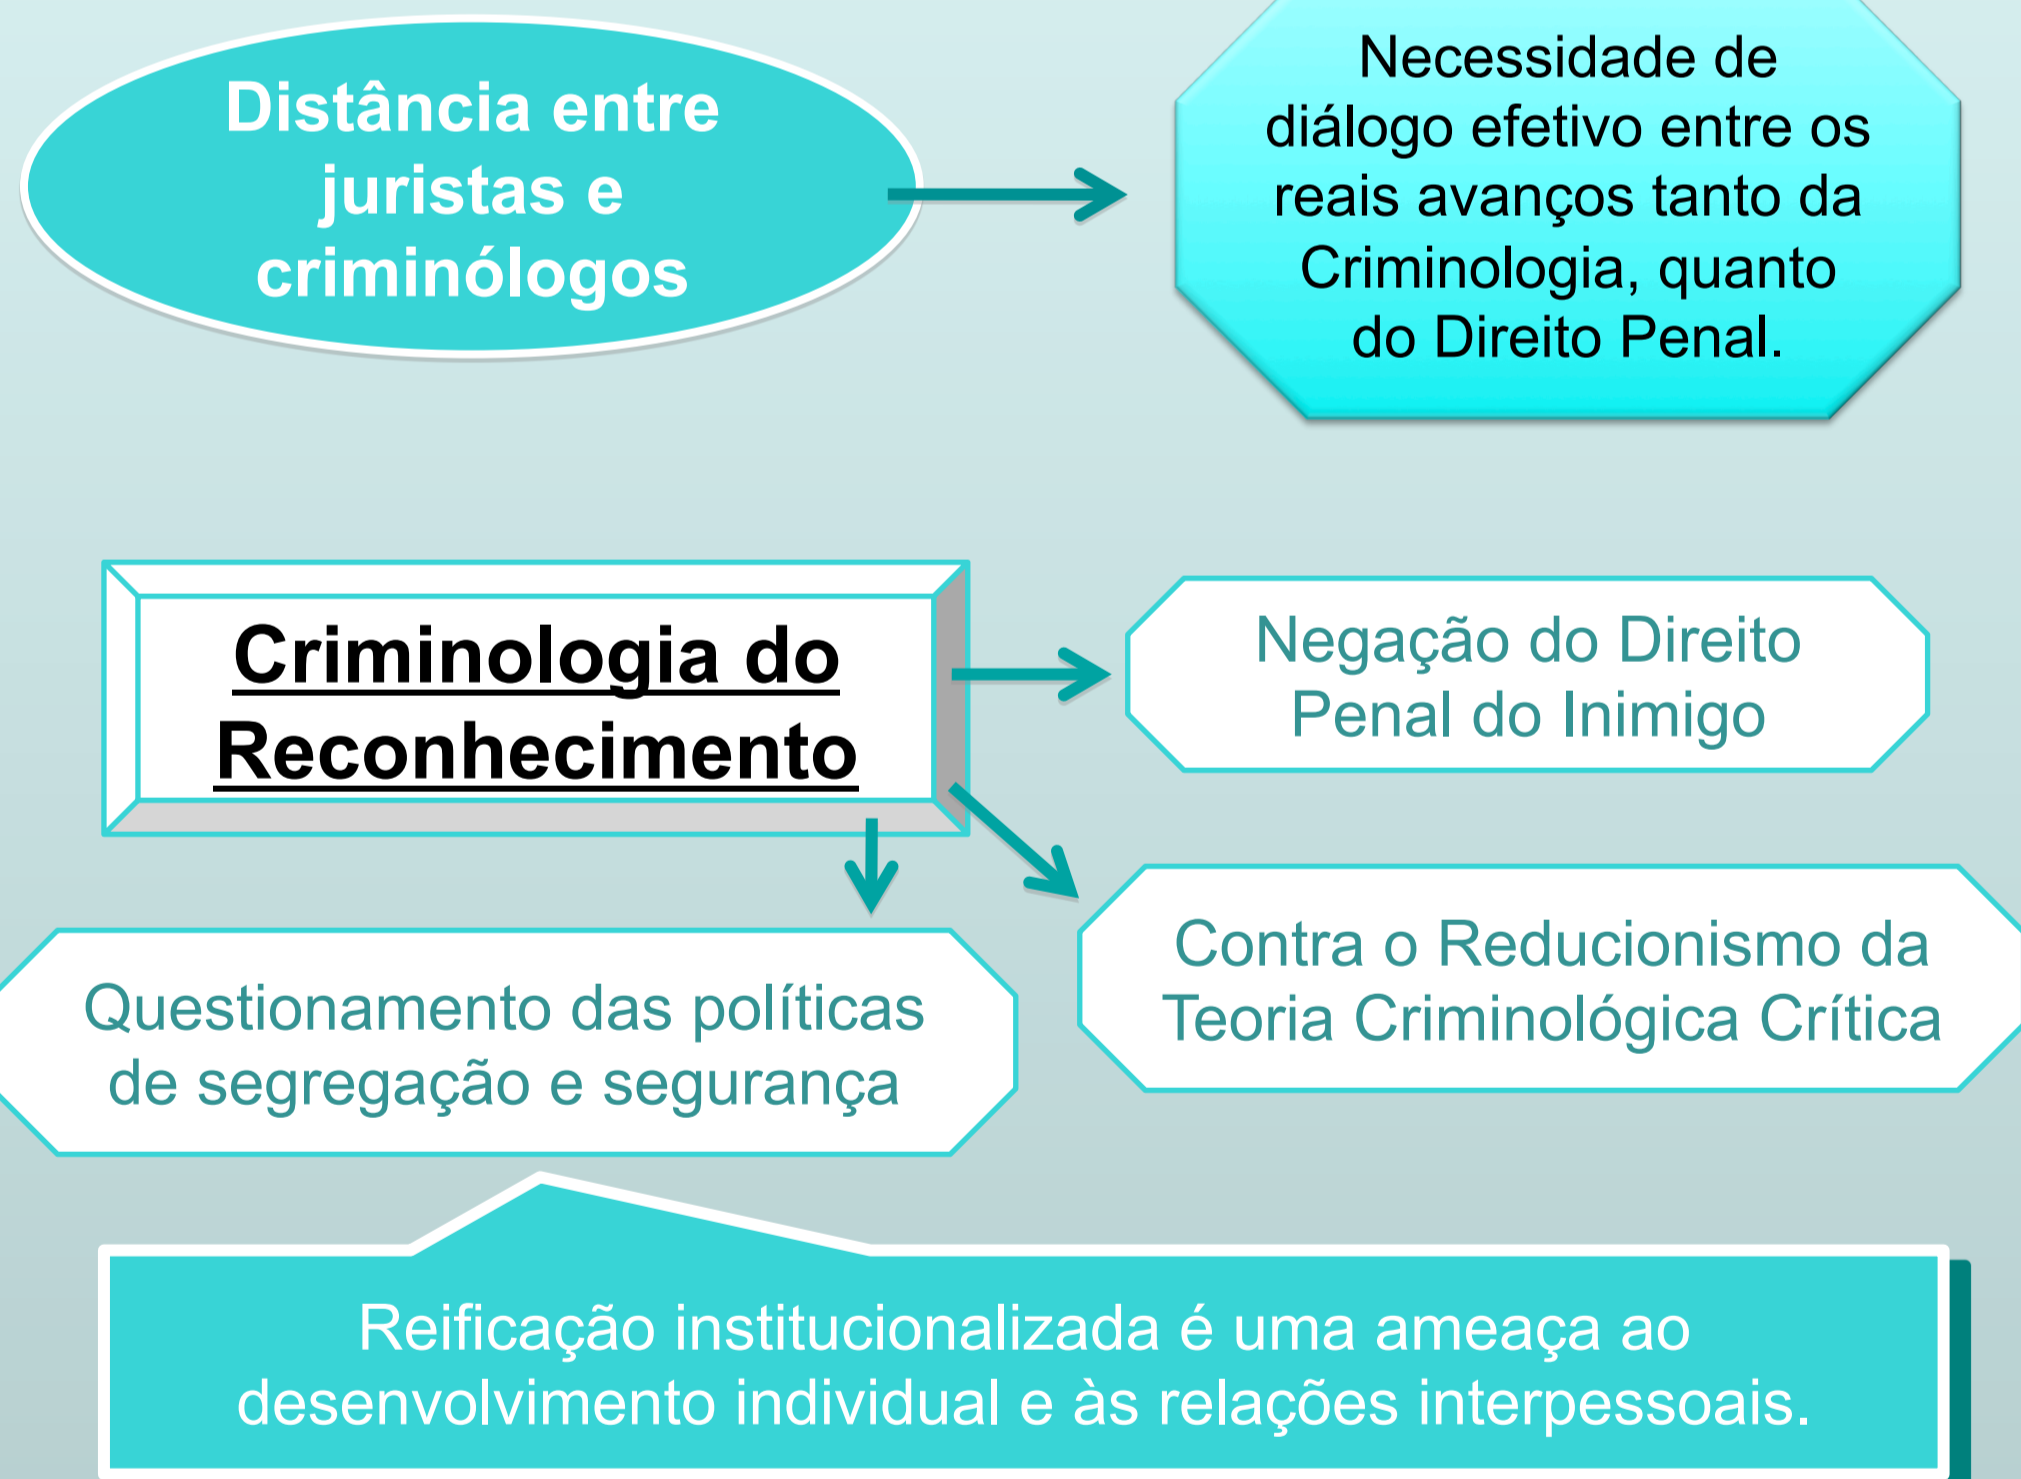 Distância entre
juristas e
criminólogos
Necessidade de
diálogo efetivo entre os
reais avanços tanto da
Criminologia, quanto
do Direito Penal.
Criminologia do
Reconhecimento
Negação do Direito
Penal do Inimigo
Contra o Reducionismo da
Teoria Criminológica Crítica
Questionamento das políticas
de segregação e segurança
Reificação institucionalizada é uma ameaça ao
desenvolvimento individual e às relações interpessoais.